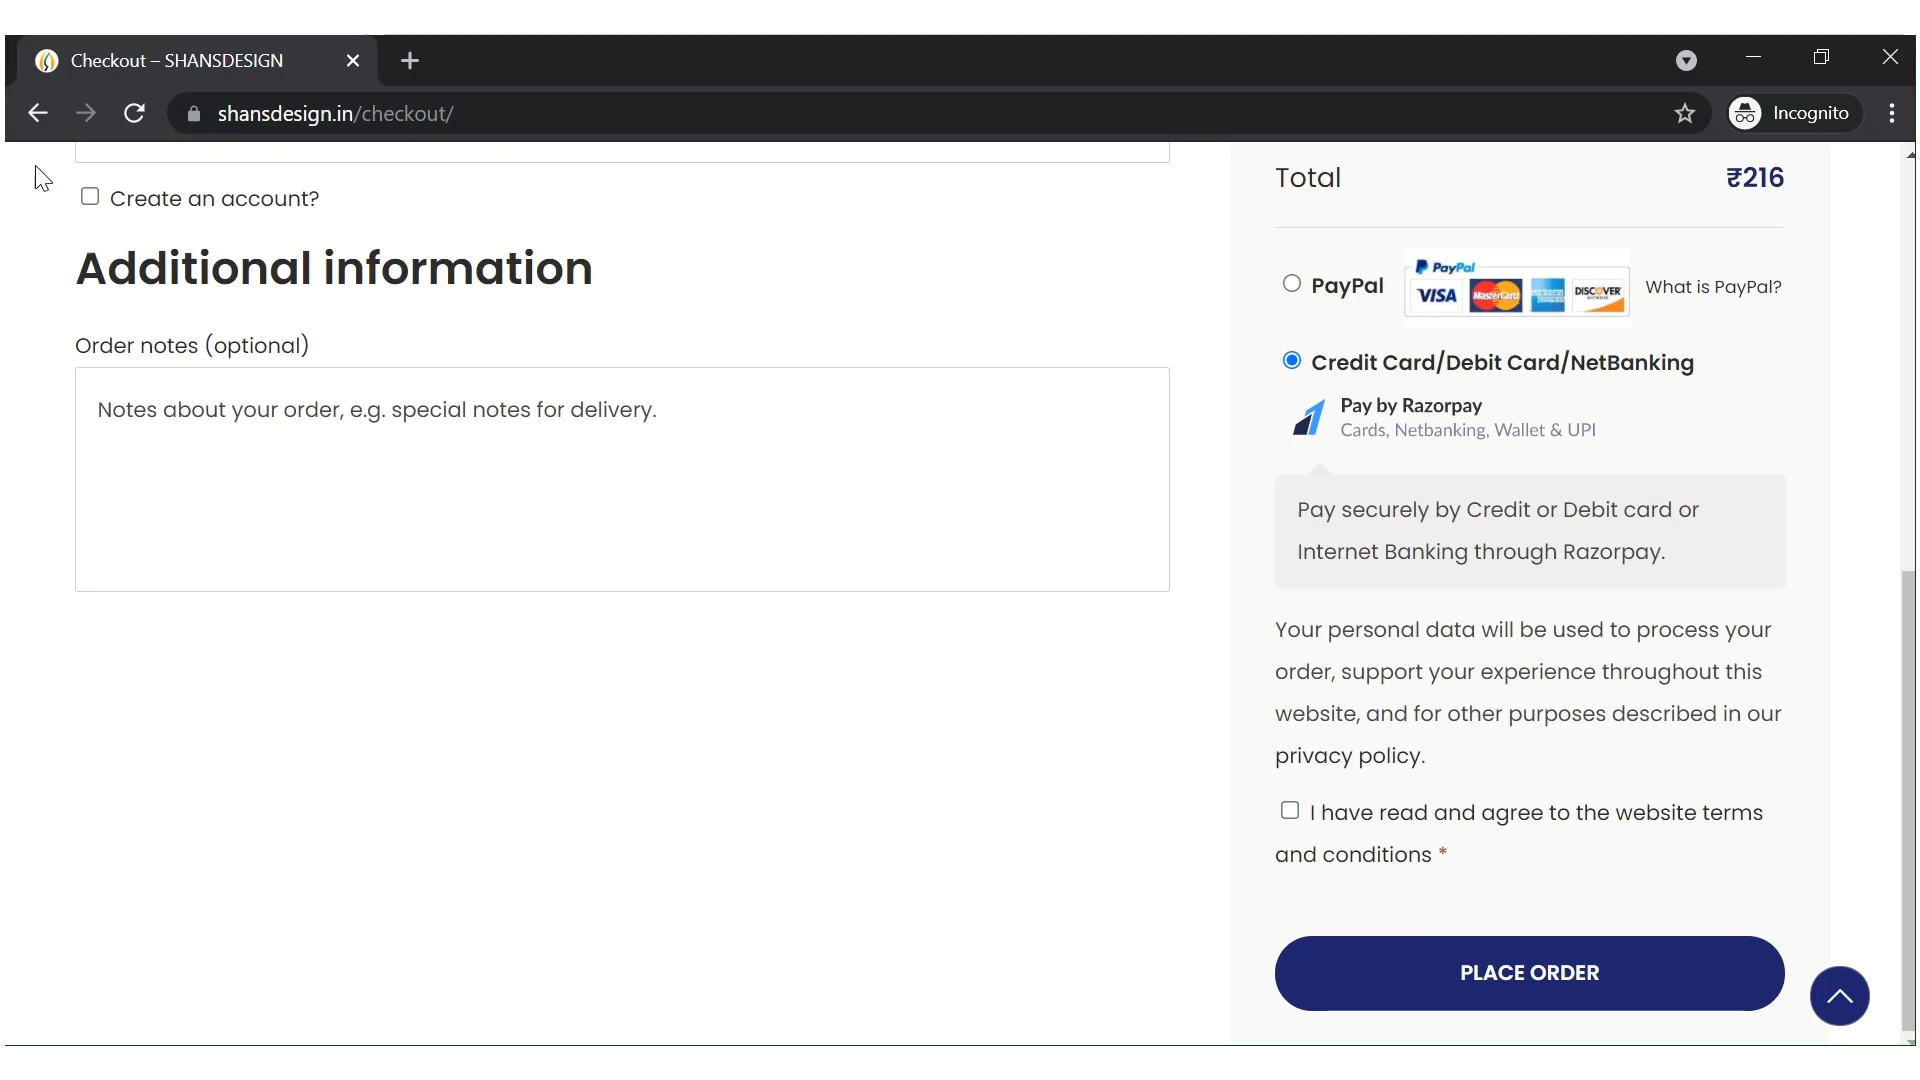 Checkout – SHANSDESIGN
shansdesign.in/checkout/
Incognito
Create an account?
Additional information
Order notes (optional)
Notes about your order, e.g. special notes for delivery.
Total ₹216
PayPal
PayPal
VISA MasterCard AMERICAN EXPRESS DISCOVER NETWORK
What is PayPal?
Credit Card/Debit Card/NetBanking
Pay by Razorpay
Cards, Netbanking, Wallet & UPI
Pay securely by Credit or Debit card or
Internet Banking through Razorpay.
Your personal data will be used to process your
order, support your experience throughout this
website, and for other purposes described in our
privacy policy.
I have read and agree to the website terms
and conditions *
PLACE ORDER